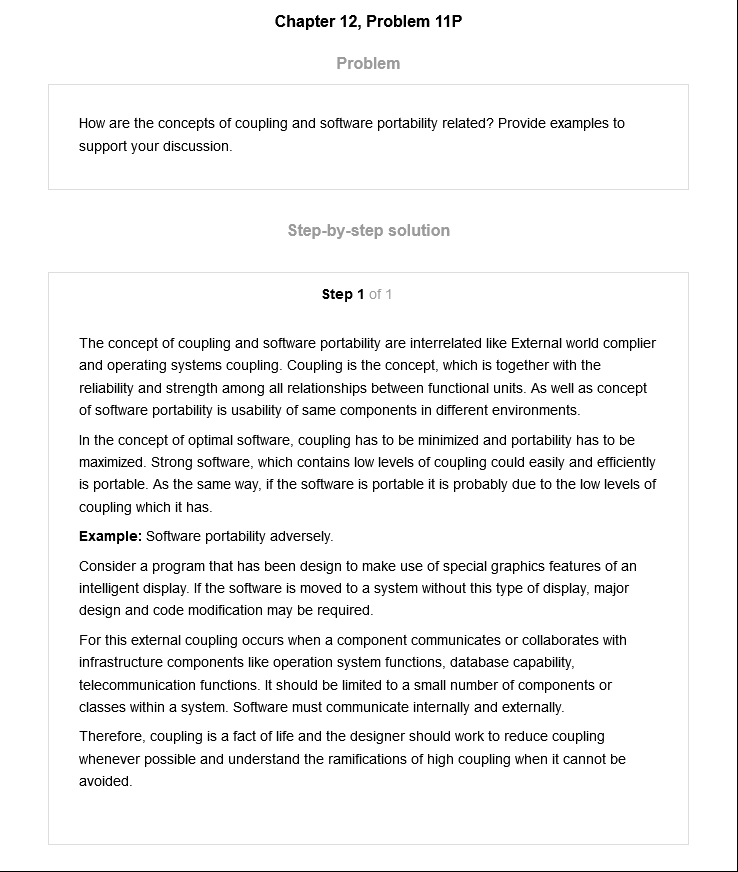 Chapter 12, Problem 11P
Problem
How are the concepts of coupling and software portability related? Provide examples to
support your discussion.
Step-by-step solution
Step 1 of 1
The concept of coupling and software portability are interrelated like External world complier
and operating systems coupling. Coupling is the concept, which is together with the
reliability and strength among all relationships between functional units. As well as concept
of software portability is usability of same components in different environments.
In the concept of optimal software, coupling has to be minimized and portability has to be
maximized. Strong software, which contains low levels of coupling could easily and efficiently
is portable. As the same way, if the software is portable it is probably due to the low levels of
coupling which it has.
Example: Software portability adversely.
Consider a program that has been design to make use of special graphics features of an
intelligent display. If the software is moved to a system without this type of display, major
design and code modification may be required.
For this external coupling occurs when a component communicates or collaborates with
infrastructure components like operation system functions, database capability,
telecommunication functions. It should be limited to a small number of components or
classes within a system. Software must communicate internally and externally.
Therefore, coupling is a fact of life and the designer should work to reduce coupling
whenever possible and understand the ramifications of high coupling when it cannot be
avoided.